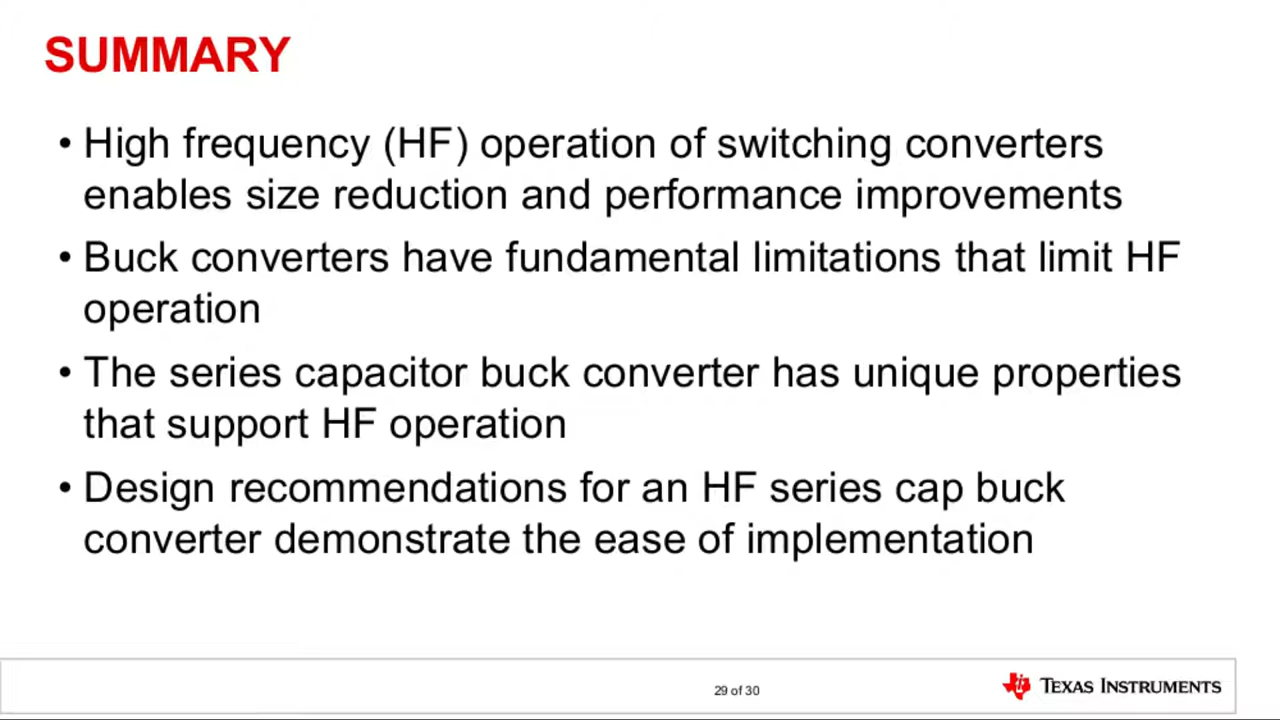 SUMMARY
• High frequency (HF) operation of switching converters
enables size reduction and performance improvements
• Buck converters have fundamental limitations that limit HF
operation
• The series capacitor buck converter has unique properties
that support HF operation
• Design recommendations for an HF series cap buck
converter demonstrate the ease of implementation
29 of 30
TEXAS INSTRUMENTS